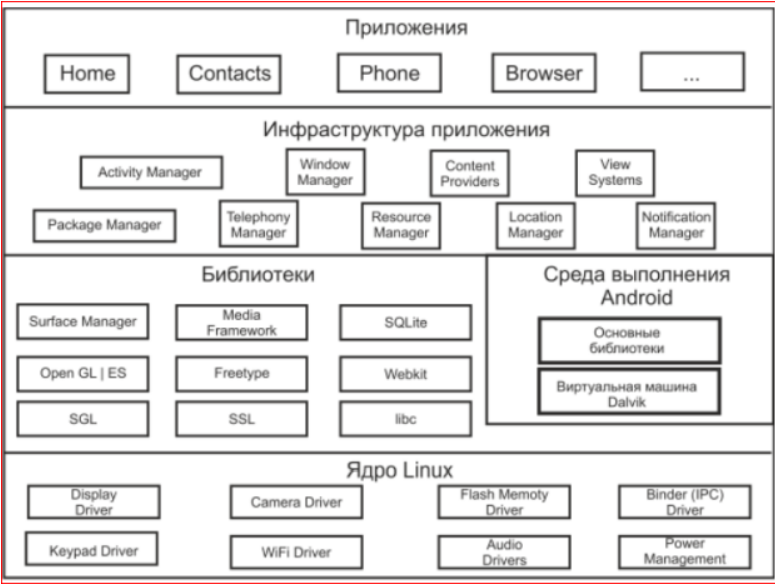 Приложения
Home
Contacts
Phone
Browser
...
Инфраструктура приложения
Activity Manager
Window
Manager
Content
Providers
View
Systems
Package Manager
Telephony
Manager
Resource
Manager
Location
Manager
Notification
Manager
Библиотеки
Surface Manager
Media
Framework
SQLite
Open GL | ES
Freetype
Webkit
SGL
SSL
libc
Среда выполнения
Android
Основные
библиотеки
Виртуальная машина
Dalvik
Ядро Linux
Display
Driver
Camera Driver
Flash Memoty
Driver
Binder (IPC)
Driver
Keypad Driver
WiFi Driver
Audio
Drivers
Power
Management